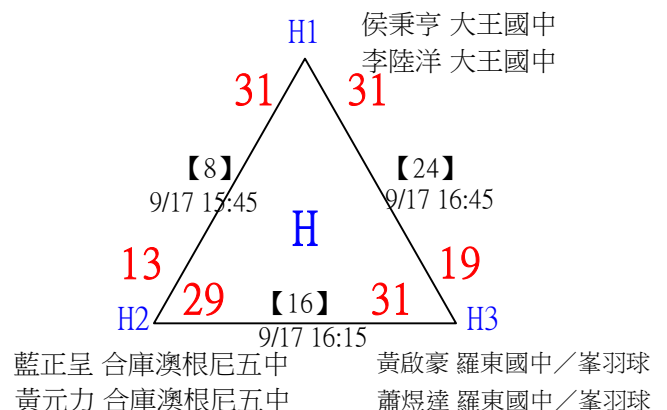 H1
侯秉亨 大王國中
李陸洋 大王國中
31
31
【8】
9/17 15:45
【24】
9/17 16:45
H
13
19
29
【16】
31
H2
9/17 16:15
H3
藍正呈 合庫澳根尼五中
黃元力 合庫澳根尼五中
黃啟豪 羅東國中／峯羽球
蕭煜達 羅東國中／峯羽球